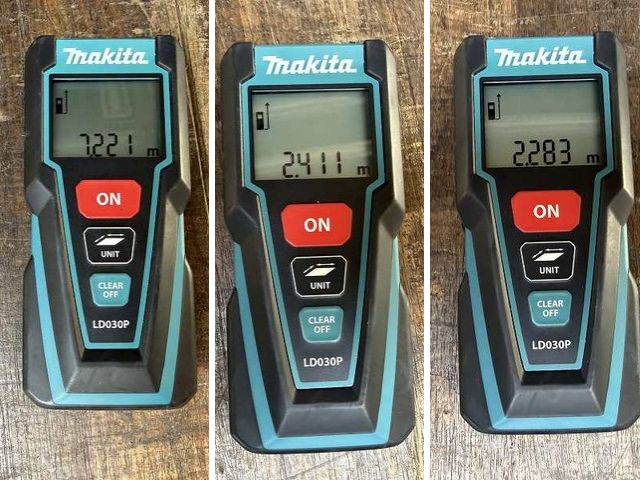 makita
7.221 m
ON
UNIT
CLEAR
OFF
LD030P
makita
2.411 m
ON
UNIT
CLEAR
OFF
LD030P
makita
2.283 m
ON
UNIT
CLEAR
OFF
LD030P